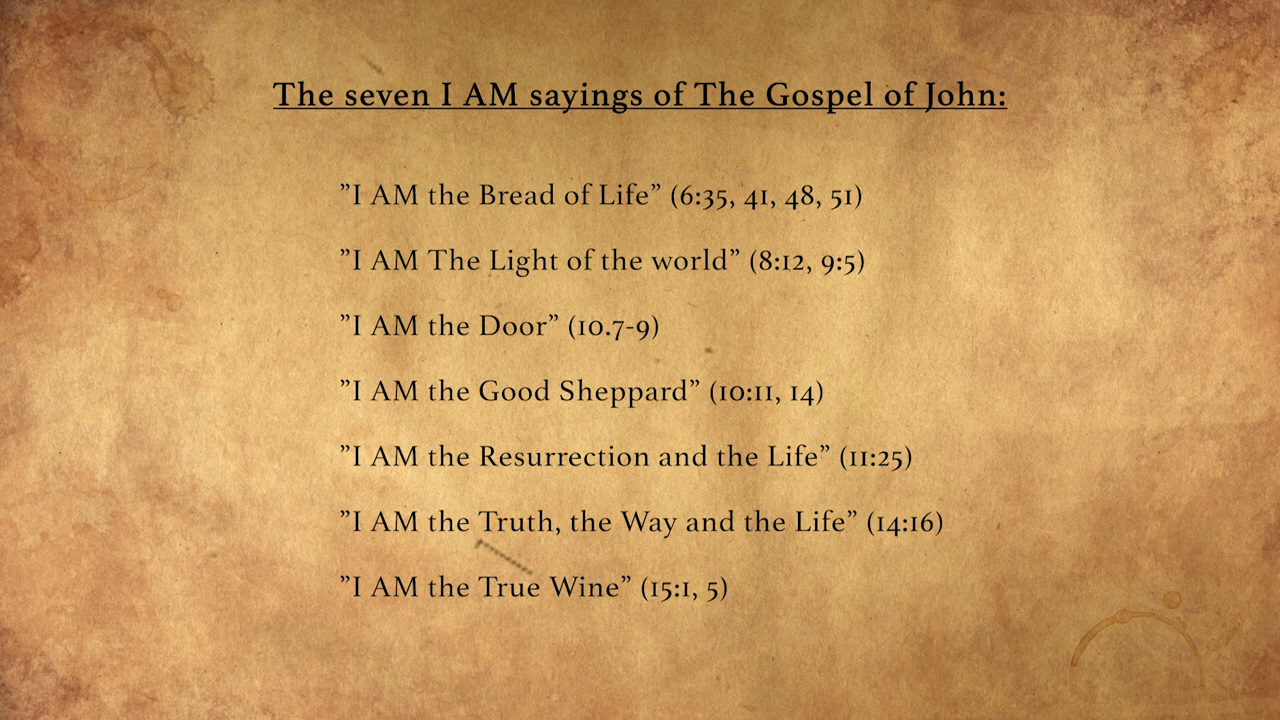 The seven I AM sayings of The Gospel of John:
”I AM the Bread of Life” (6:35, 41, 48, 51)
”I AM The Light of the world” (8:12, 9:5)
”I AM the Door” (10.7-9)
”I AM the Good Sheppard” (10:11, 14)
”I AM the Resurrection and the Life” (11:25)
”I AM the Truth, the Way and the Life” (14:16)
”I AM the True Wine” (15:1, 5)